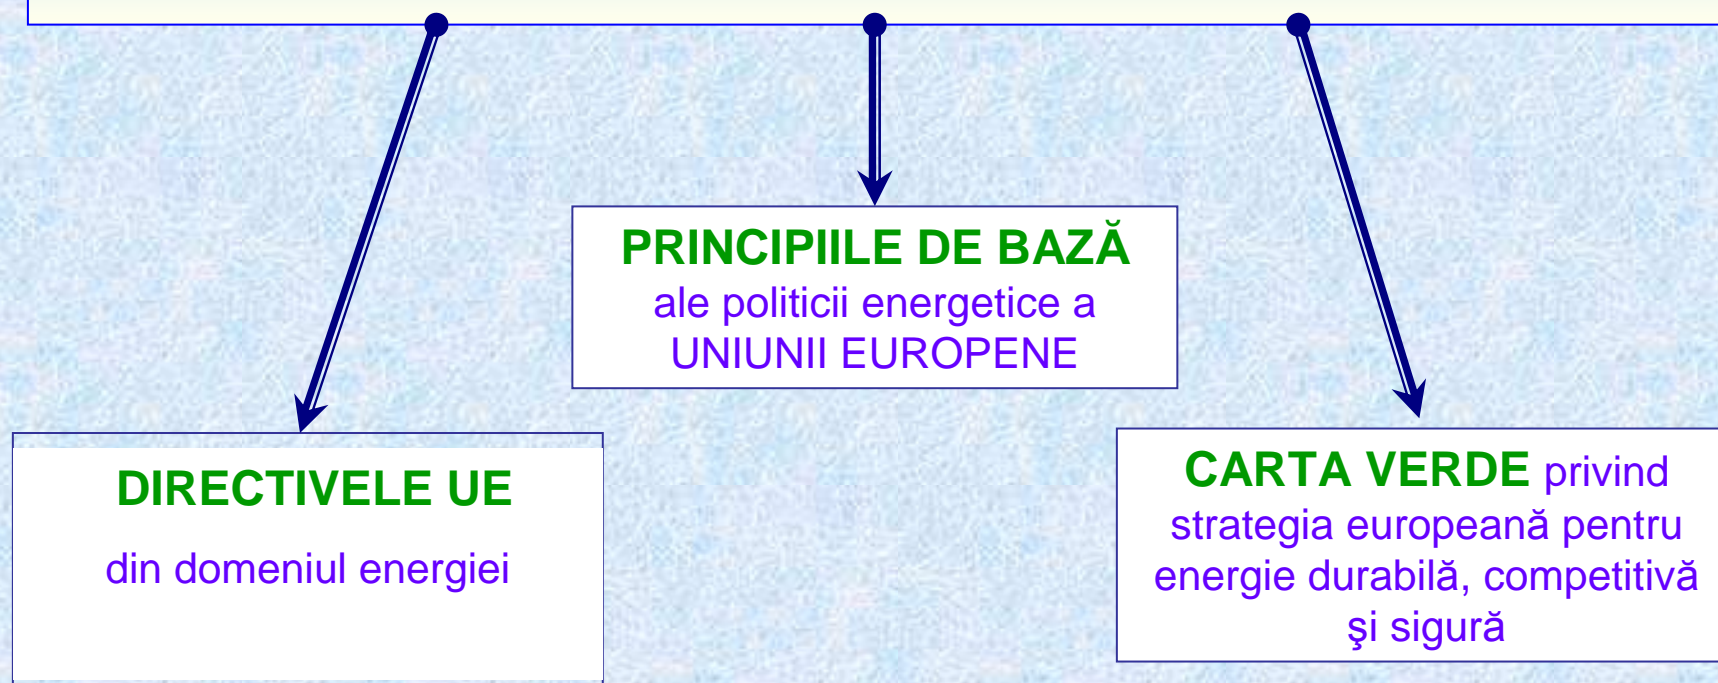 PRINCIPIILE DE BAZĂ
ale politicii energetice a
UNIUNII EUROPENE
DIRECTIVELE UE
din domeniul energiei
CARTA VERDE privind
strategia europeană pentru
energie durabilă, competitivă
şi sigură